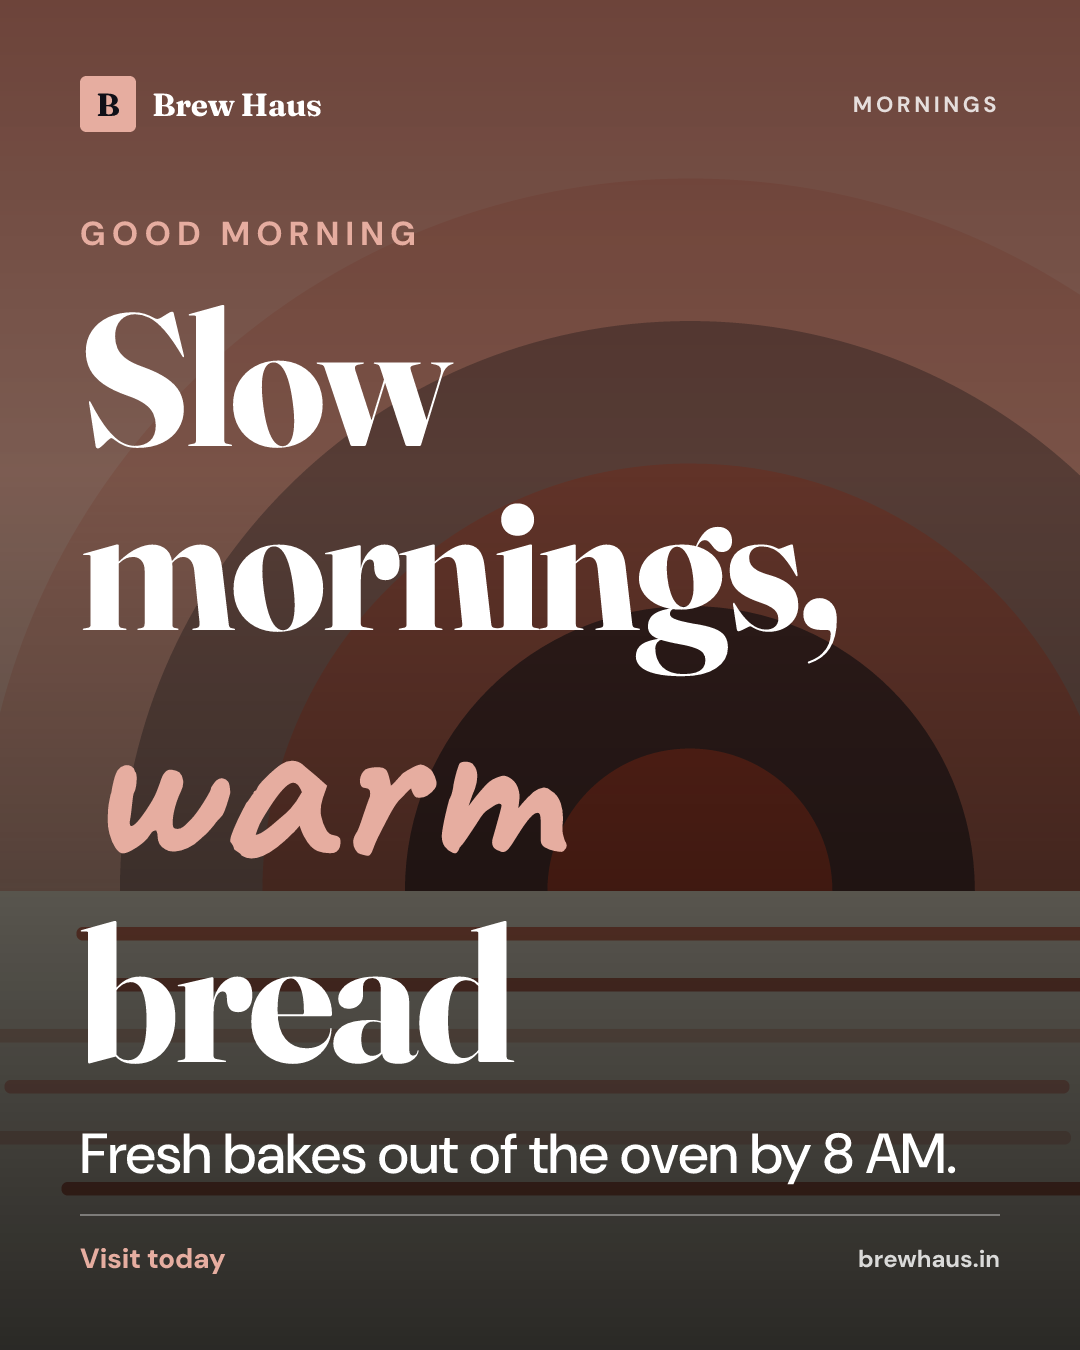 B Brew Haus
MORNINGS
GOOD MORNING
Slow
mornings,
warm
bread
Fresh bakes out of the oven by 8 AM.
Visit today
brewhaus.in